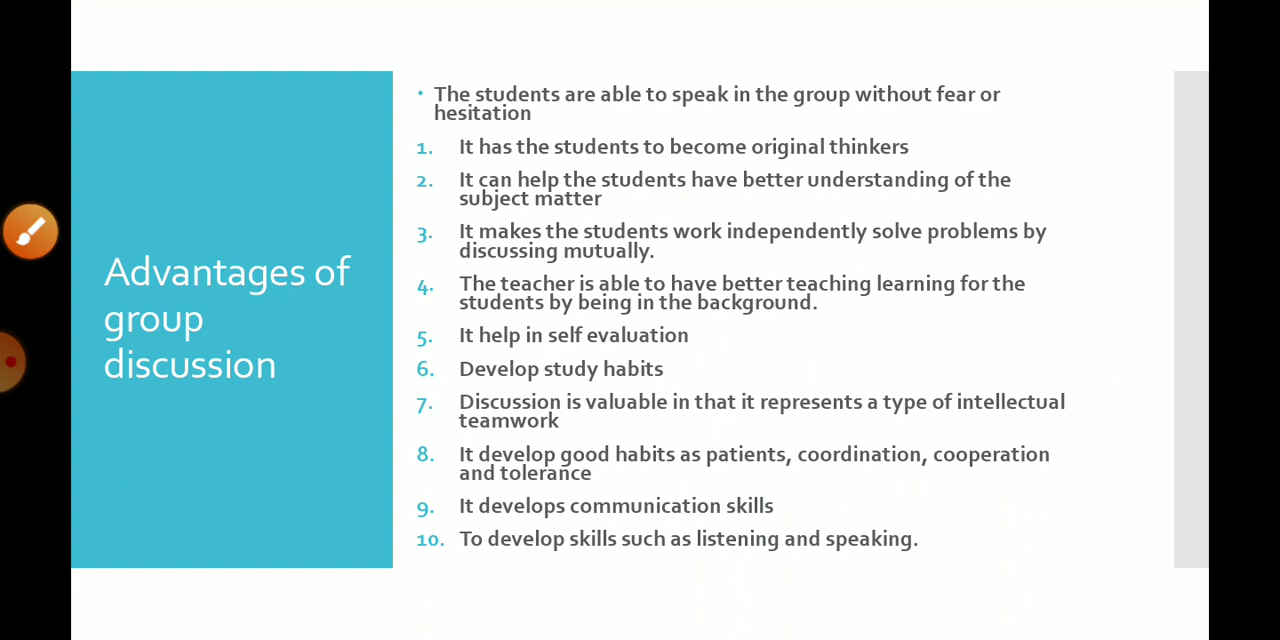 Advantages of
group
discussion
• The students are able to speak in the group without fear or
hesitation
1. It has the students to become original thinkers
2. It can help the students have better understanding of the
subject matter
3. It makes the students work independently solve problems by
discussing mutually.
4. The teacher is able to have better teaching learning for the
students by being in the background.
5. It help in self evaluation
6. Develop study habits
7. Discussion is valuable in that it represents a type of intellectual
teamwork
8. It develop good habits as patients, coordination, cooperation
and tolerance
9. It develops communication skills
10. To develop skills such as listening and speaking.